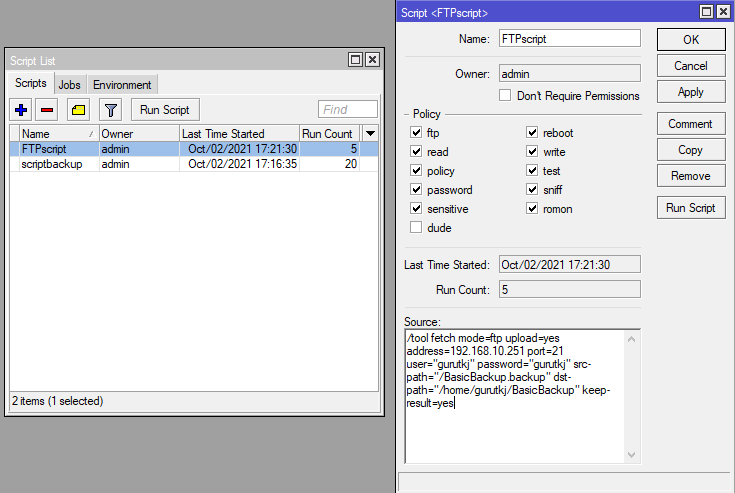 Script List
Scripts Jobs Environment
Run Script Find
Name Owner Last Time Started Run Count
FTPscript admin Oct/02/2021 17:21:30 5
scriptbackup admin Oct/02/2021 17:16:35 20
2 items (1 selected)
Script <FTPscript>
Name: FTPscript
Owner: admin
Don't Require Permissions
Policy
ftp reboot
read write
policy test
password sniff
sensitive romon
dude
Last Time Started: Oct/02/2021 17:21:30
Run Count: 5
Source:
/tool fetch mode=ftp upload=yes
address=192.168.10.251 port=21
user="gurutkj" password="gurutkj" src-
path="/BasicBackup.backup" dst-
path="/home/gurutkj/BasicBackup" keep-
result=yes
OK
Cancel
Apply
Comment
Copy
Remove
Run Script